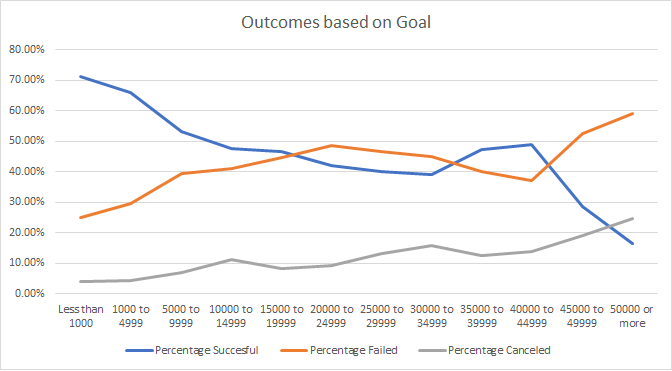 Outcomes based on Goal
80.00%
70.00%
60.00%
50.00%
40.00%
30.00%
20.00%
10.00%
0.00%
Less than 1000
1000 to 4999
5000 to 9999
10000 to 14999
15000 to 19999
20000 to 24999
25000 to 29999
30000 to 34999
35000 to 39999
40000 to 44999
45000 to 49999
50000 or more
Percentage Succesful
Percentage Failed
Percentage Canceled